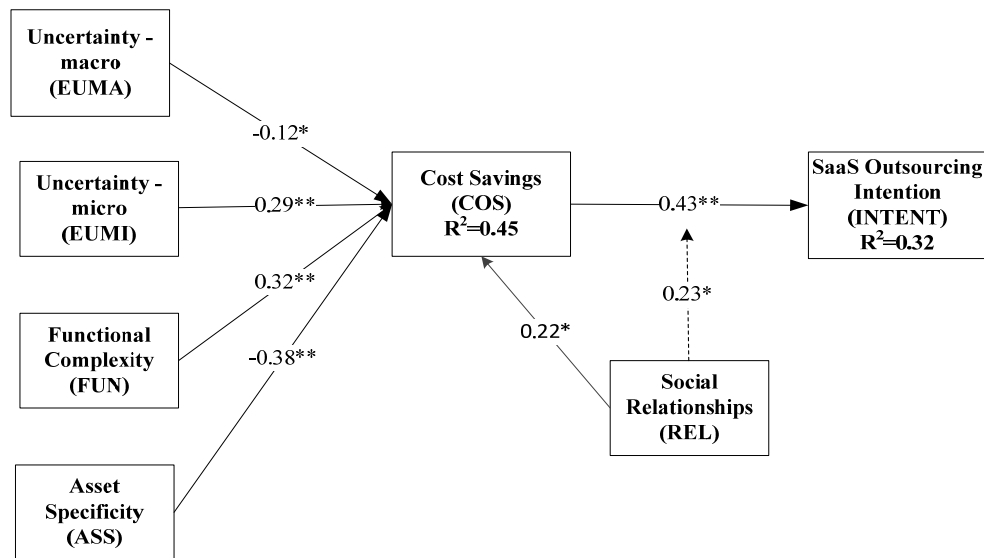 Uncertainty -
macro
(EUMA)
-0.12*
Uncertainty -
micro
(EUMI)
0.29**
Cost Savings
(COS)
R²=0.45
0.43**
SaaS Outsourcing
Intention
(INTENT)
R²=0.32
0.32**
0.23*
Functional
Complexity
(FUN)
0.22*
-0.38**
Social
Relationships
(REL)
Asset
Specificity
(ASS)